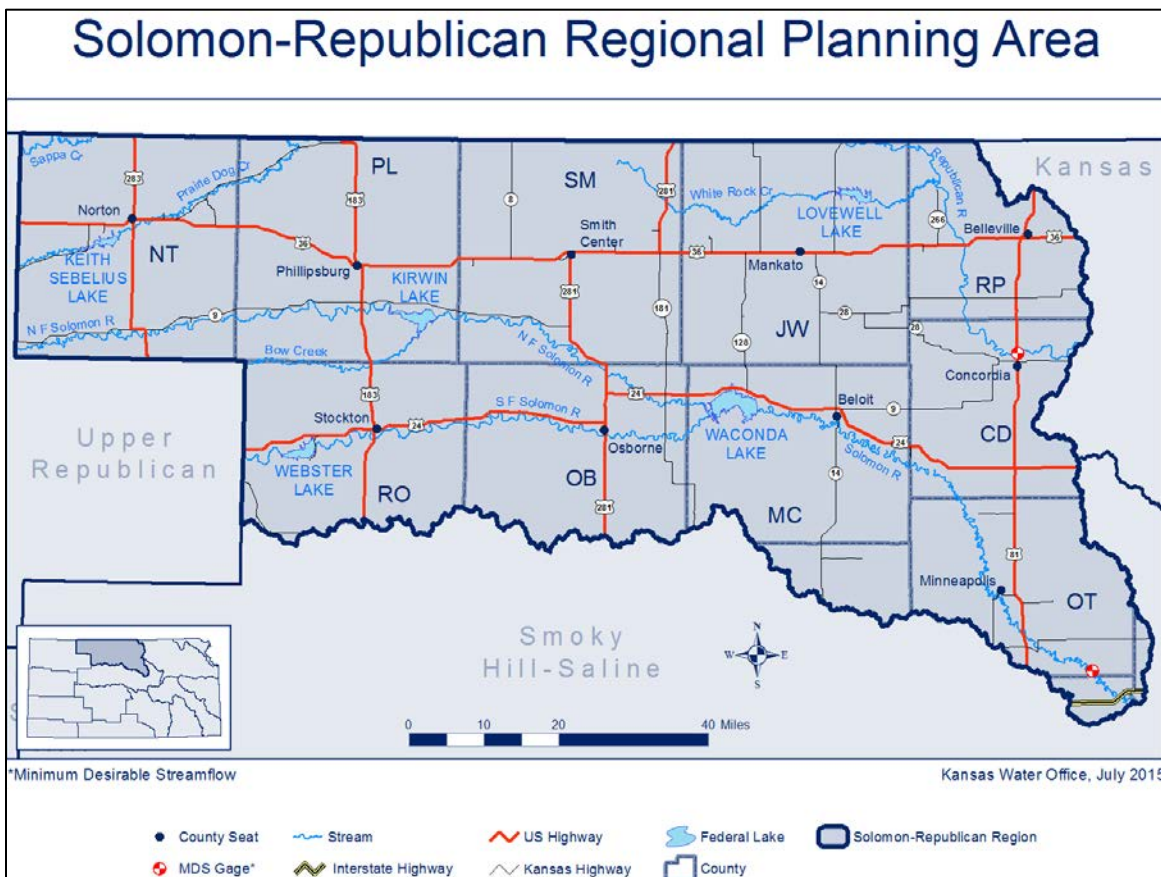 Solomon-Republican Regional Planning Area
Kansas
Sappa Cr
Prairie Dog Cr
283
PL
183
SM
8
281
White Rock Cr
LOVEWELL
LAKE
Republican R
266
Belleville
36
Norton
NT
KEITH
SEBELIUS
LAKE
36
Phillipsburg
KIRWIN
LAKE
Smith
Center
36
Mankato
14
RP
281
181
28
28
JW
128
N F Solomon R
9
Bow Creek
N F Solomon R
Concordia
183
24
Beloit
9
Upper
Republican
Stockton
24
S F Solomon R
Osborne
WACONDA
LAKE
24
CD
Solomon R
WEBSTER
LAKE
RO
OB
281
14
MC
81
Minneapolis
OT
Smoky
Hill-Saline
N
W
E
S
0
10
20
40 Miles
*Minimum Desirable Streamflow
Kansas Water Office, July 2015
County Seat
Stream
US Highway
Federal Lake
Solomon-Republican Region
MDS Gage*
Interstate Highway
Kansas Highway
County